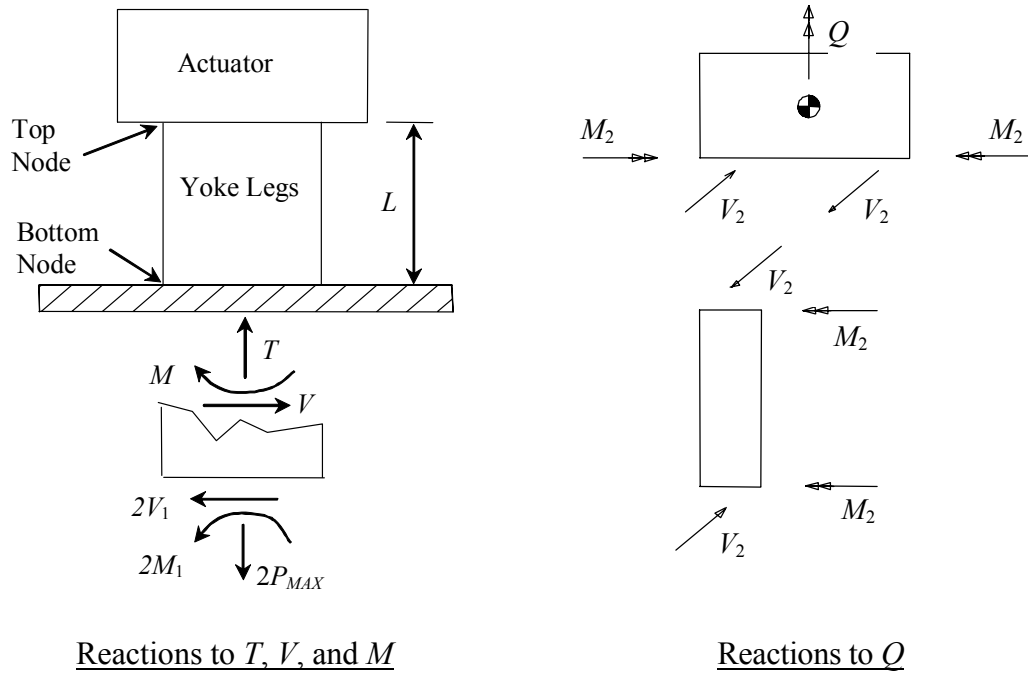 Actuator
Top
Node
Yoke Legs
L
Bottom
Node
T
M
V
2V1
2M1
2PMAX
Reactions to T, V, and M
Q
M2
M2
V2
V2
V2
M2
M2
V2
Reactions to Q